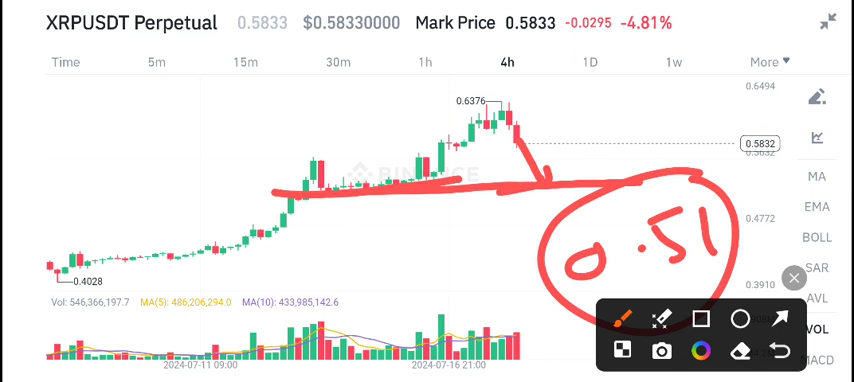 XRPUSDT Perpetual 0.5833 $0.58330000 Mark Price 0.5833 -0.0295 -4.81%
Time 5m 15m 30m 1h 4h 1D 1w More
0.6494
0.6376
0.5832
BINANCE
MA
EMA
0.4772
0.51
BOLL
SAR
0.4028
0.3910
AVL
Vol: 546,366,197.7 MA(5): 486,206,294.0 MA(10): 433,985,142.6
VOL
MACD
2024-07-11 09:00 2024-07-16 21:00